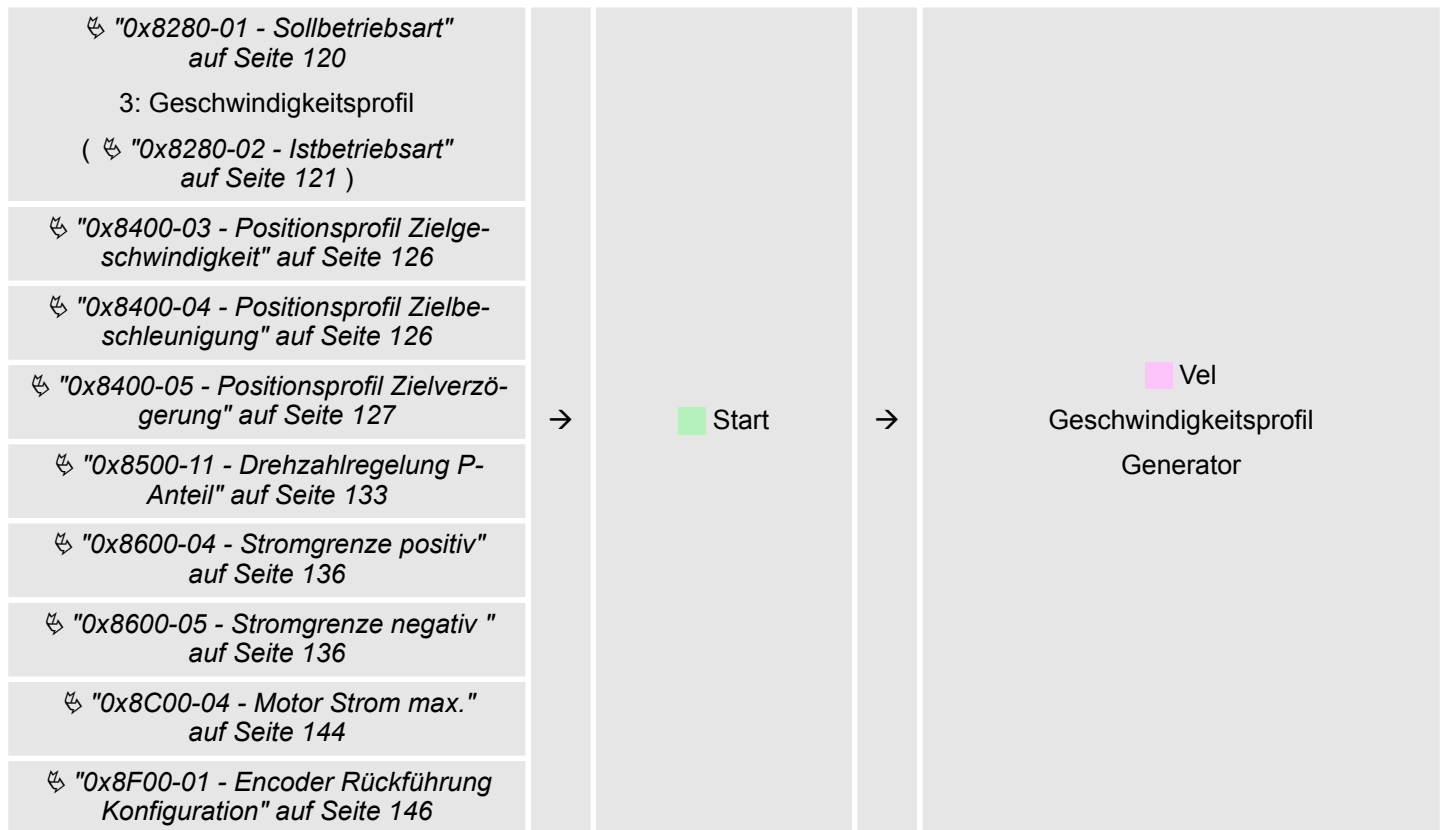 ↳ "0x8280-01 - Sollbetriebsart"
auf Seite 120
3: Geschwindigkeitsprofil
( ↳ "0x8280-02 - Istbetriebsart"
auf Seite 121 )
↳ "0x8400-03 - Positionsprofil Zielge-
schwindigkeit" auf Seite 126
↳ "0x8400-04 - Positionsprofil Zielbe-
schleunigung" auf Seite 126
↳ "0x8400-05 - Positionsprofil Zielverzö-
gerung" auf Seite 127
↳ "0x8500-11 - Drehzahlregelung P-
Anteil" auf Seite 133
↳ "0x8600-04 - Stromgrenze positiv"
auf Seite 136
↳ "0x8600-05 - Stromgrenze negativ "
auf Seite 136
↳ "0x8C00-04 - Motor Strom max."
auf Seite 144
↳ "0x8F00-01 - Encoder Rückführung
Konfiguration" auf Seite 146
→
Start
→
Vel
Geschwindigkeitsprofil
Generator